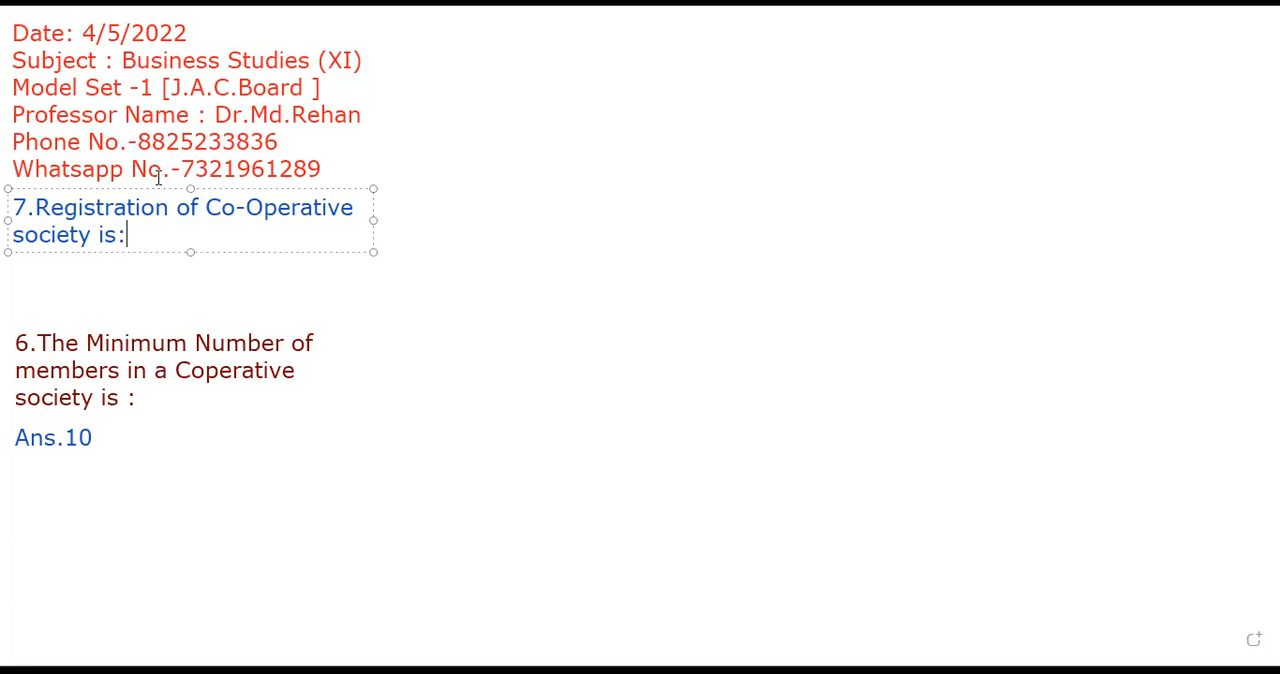 Date: 4/5/2022
Subject : Business Studies (XI)
Model Set -1 [J.A.C.Board ]
Professor Name : Dr.Md.Rehan
Phone No.-8825233836
Whatsapp No.-7321961289
7.Registration of Co-Operative
society is:
6.The Minimum Number of
members in a Coperative
society is :
Ans.10